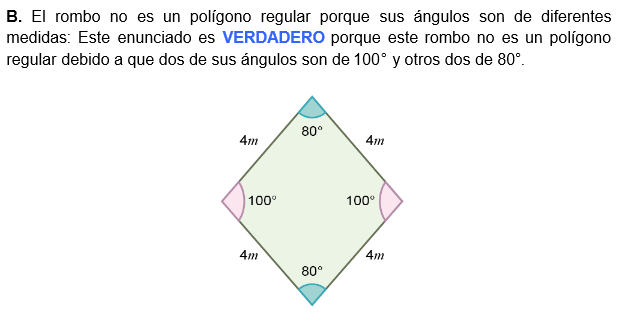 B. El rombo no es un polígono regular porque sus ángulos son de diferentes
medidas: Este enunciado es VERDADERO porque este rombo no es un polígono
regular debido a que dos de sus ángulos son de 100° y otros dos de 80°.
80°
4m 4m
100° 100°
4m 4m
80°